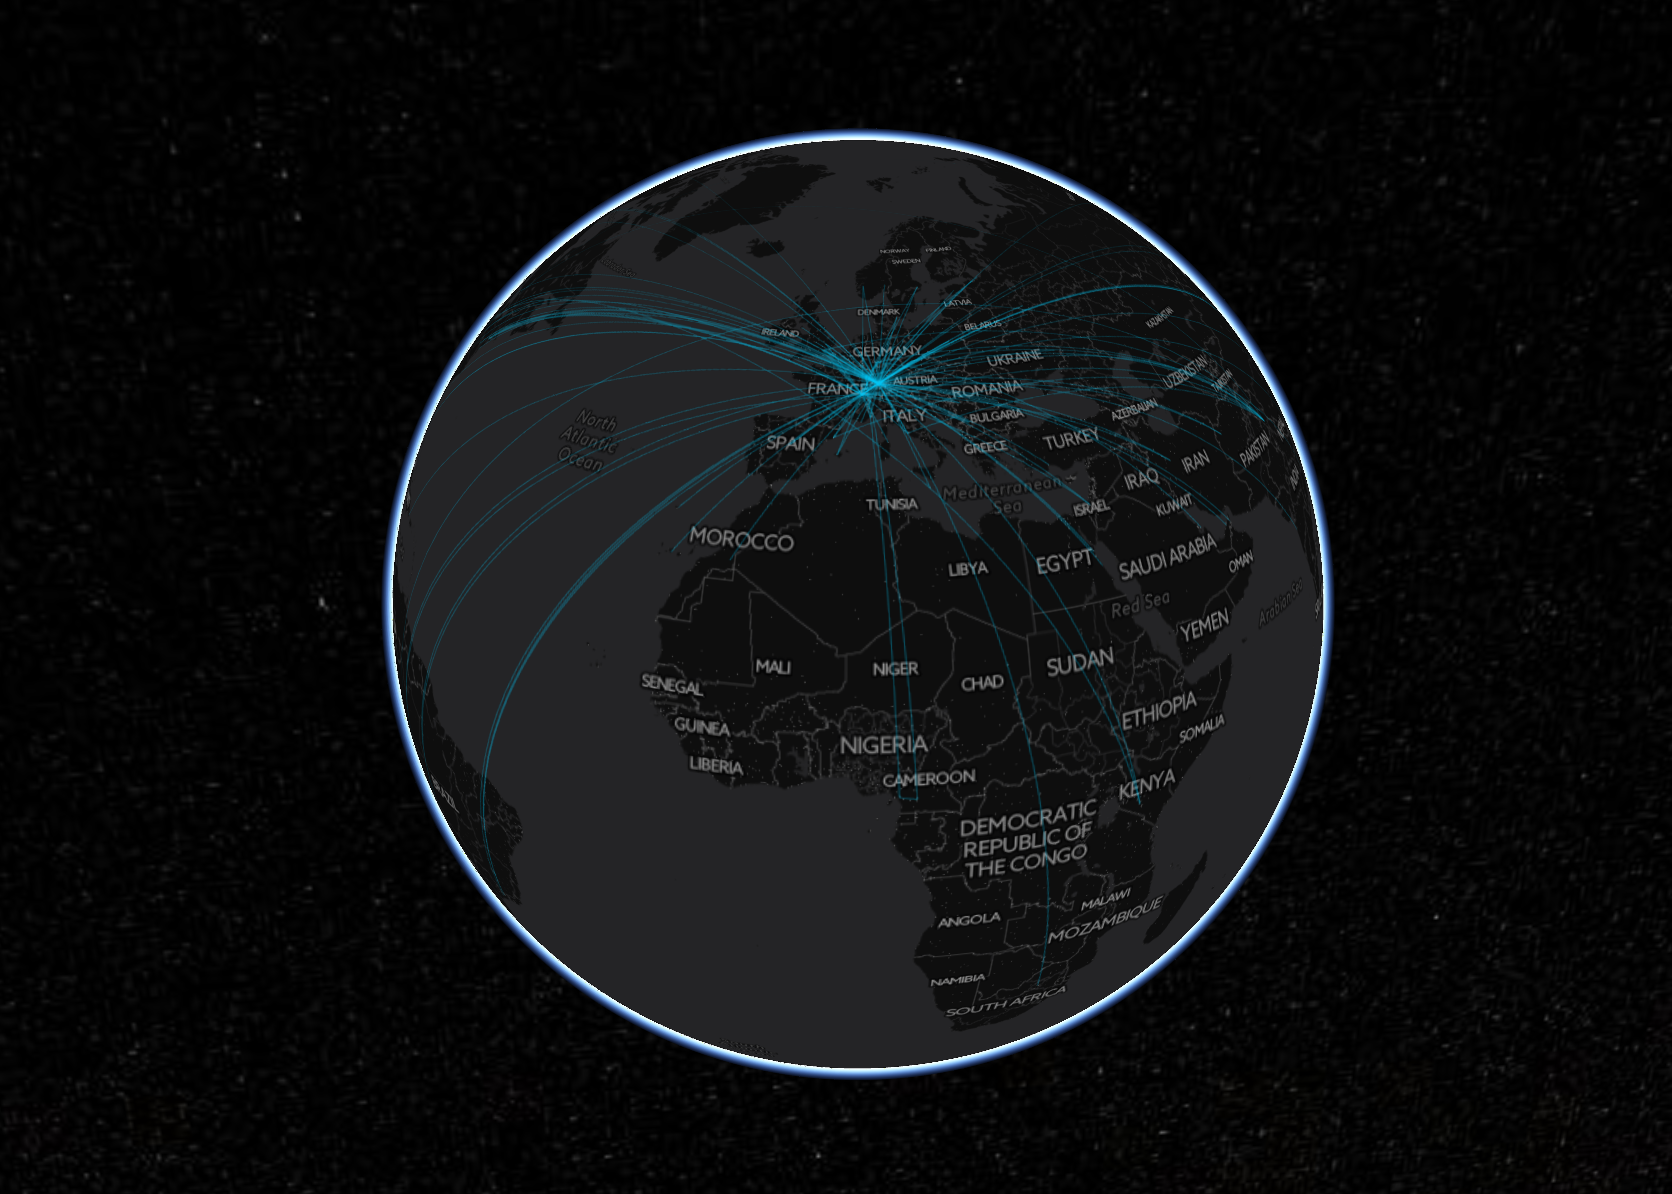 NORWAY
FINLAND
SWEDEN
LATVIA
DENMARK
KAZAKHSTAN
BELARUS
IRELAND
GERMANY
UKRAINE
UZBEKISTAN
AUSTRIA
FRANCE
ROMANIA
AZERBAIJAN
ITALY
BULGARIA
North
Atlantic
Ocean
SPAIN
GREECE
TURKEY
PAKISTAN
IRAN
IRAQ
Mediterranean
Sea
TUNISIA
ISRAEL
KUWAIT
MOROCCO
LIBYA
EGYPT
SAUDI ARABIA
OMAN
Red Sea
Arabian Sea
YEMEN
MALI
NIGER
CHAD
SUDAN
SENEGAL
GUINEA
ETHIOPIA
SOMALIA
NIGERIA
LIBERIA
CAMEROON
KENYA
DEMOCRATIC
REPUBLIC OF
THE CONGO
MALAWI
ANGOLA
MOZAMBIQUE
NAMIBIA
SOUTH AFRICA